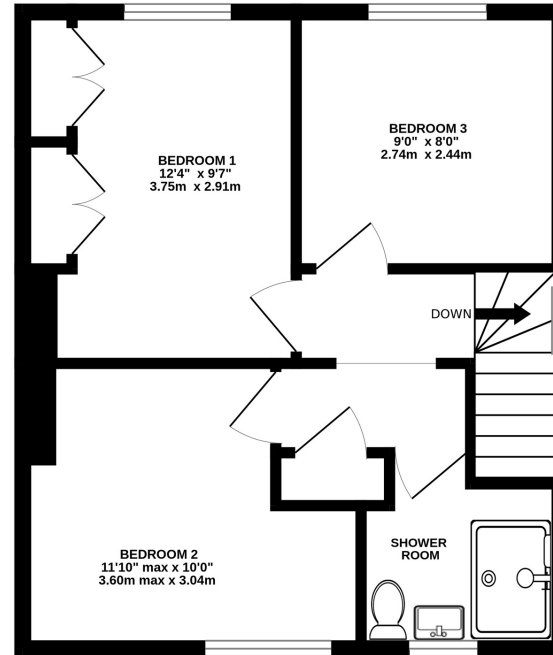 BEDROOM 1
12'4" x 9'7"
3.75m x 2.91m
BEDROOM 3
9'0" x 8'0"
2.74m x 2.44m
DOWN
BEDROOM 2
11'10" max x 10'0"
3.60m max x 3.04m
SHOWER
ROOM